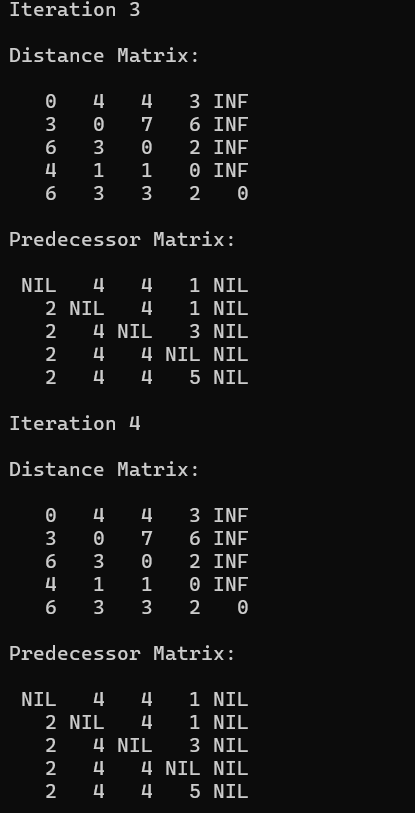 Iteration 3
Distance Matrix:
0 4 4 3 INF
3 0 7 6 INF
6 3 0 2 INF
4 1 1 0 INF
6 3 3 2 0
Predecessor Matrix:
NIL 4 4 1 NIL
2 NIL 4 1 NIL
2 4 NIL 3 NIL
2 4 4 NIL NIL
2 4 4 5 NIL
Iteration 4
Distance Matrix:
0 4 4 3 INF
3 0 7 6 INF
6 3 0 2 INF
4 1 1 0 INF
6 3 3 2 0
Predecessor Matrix:
NIL 4 4 1 NIL
2 NIL 4 1 NIL
2 4 NIL 3 NIL
2 4 4 NIL NIL
2 4 4 5 NIL